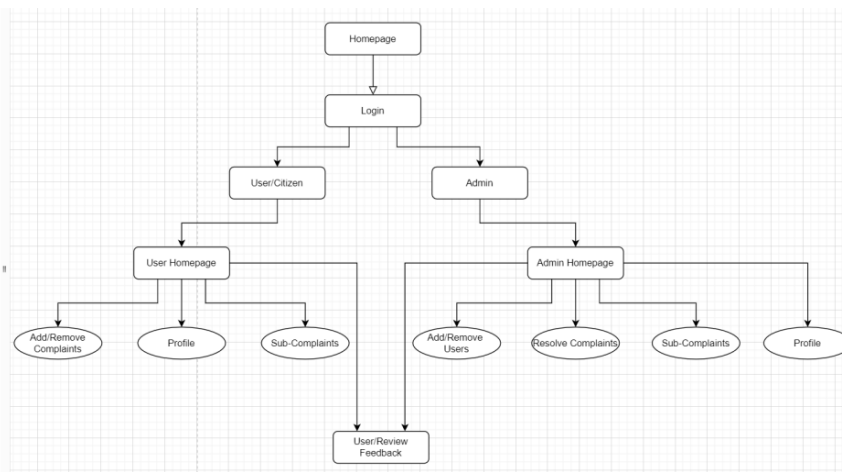 Homepage
Login
User/Citizen
Admin
User Homepage
Admin Homepage
Add/Remove
Complaints
Profile
Sub-Complaints
Add/Remove
Users
Resolve Complaints
Sub-Complaints
Profile
User/Review
Feedback